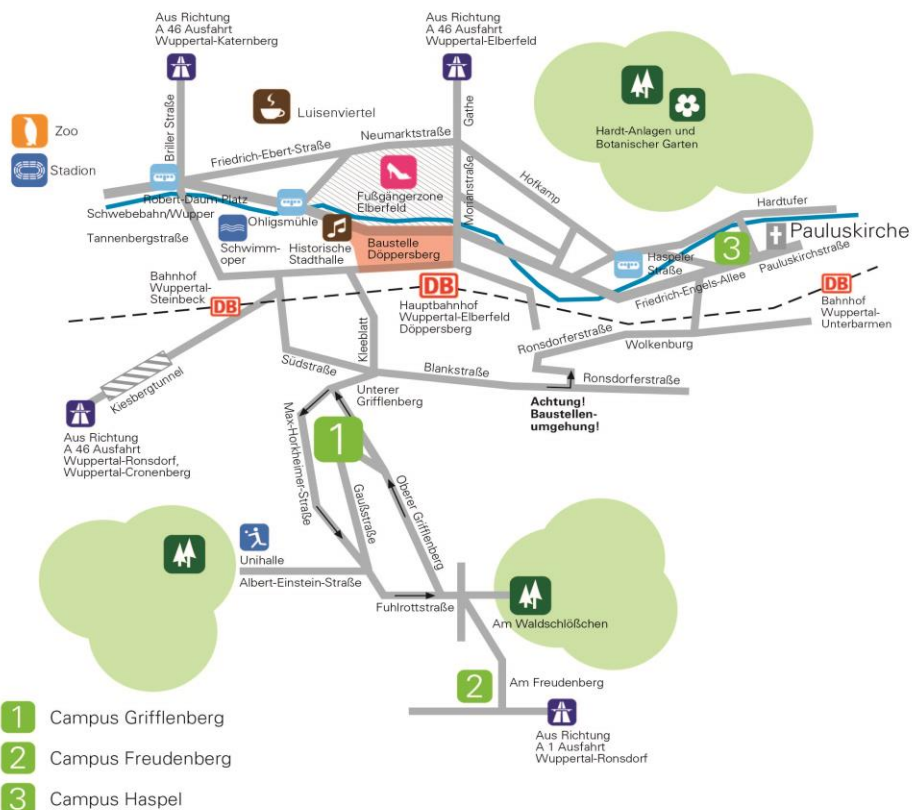 Aus Richtung
A 46 Ausfahrt
Wuppertal-Katernberg
Aus Richtung
A 46 Ausfahrt
Wuppertal-Elberfeld
Briller Straße
Luisenviertel
Gathe
Zoo
Stadion
Friedrich-Ebert-Straße
Neumarktstraße
Hardt-Anlagen und
Botanischer Garten
Hofkamp
Morianstraße
Fußgängerzone
Elberfeld
Robert-Daum-Platz
Schwebebahn/Wupper
Ohligsmühle
Hardtufer
Tannenbergstraße
Schwimm-
oper
Historische
Stadthalle
Baustelle
Döppersberg
Haspeler
Straße
3
Pauluskirche
Pauluskirchstraße
Friedrich-Engels-Allee
Bahnhof
Wuppertal-
Steinbeck
DB
DB
Hauptbahnhof
Wuppertal-Elberfeld
Döppersberg
DB
Bahnhof
Wuppertal-
Unterbarmen
Kleeblatt
Ronsdorferstraße
Wolkenburg
Südstraße
Blankstraße
Ronsdorferstraße
Kiesbergtunnel
Unterer
Grifflenberg
Achtung!
Baustellen-
umgehung!
Aus Richtung
A 46 Ausfahrt
Wuppertal-Ronsdorf,
Wuppertal-Cronenberg
1
Max-Horkheimer-Straße
Gaußstraße
Oberer Grifflenberg
Unihalle
Albert-Einstein-Straße
Fuhlrottstraße
Am Waldschlößchen
2
Am Freudenberg
Aus Richtung
A 1 Ausfahrt
Wuppertal-Ronsdorf
1 Campus Grifflenberg
2 Campus Freudenberg
3 Campus Haspel